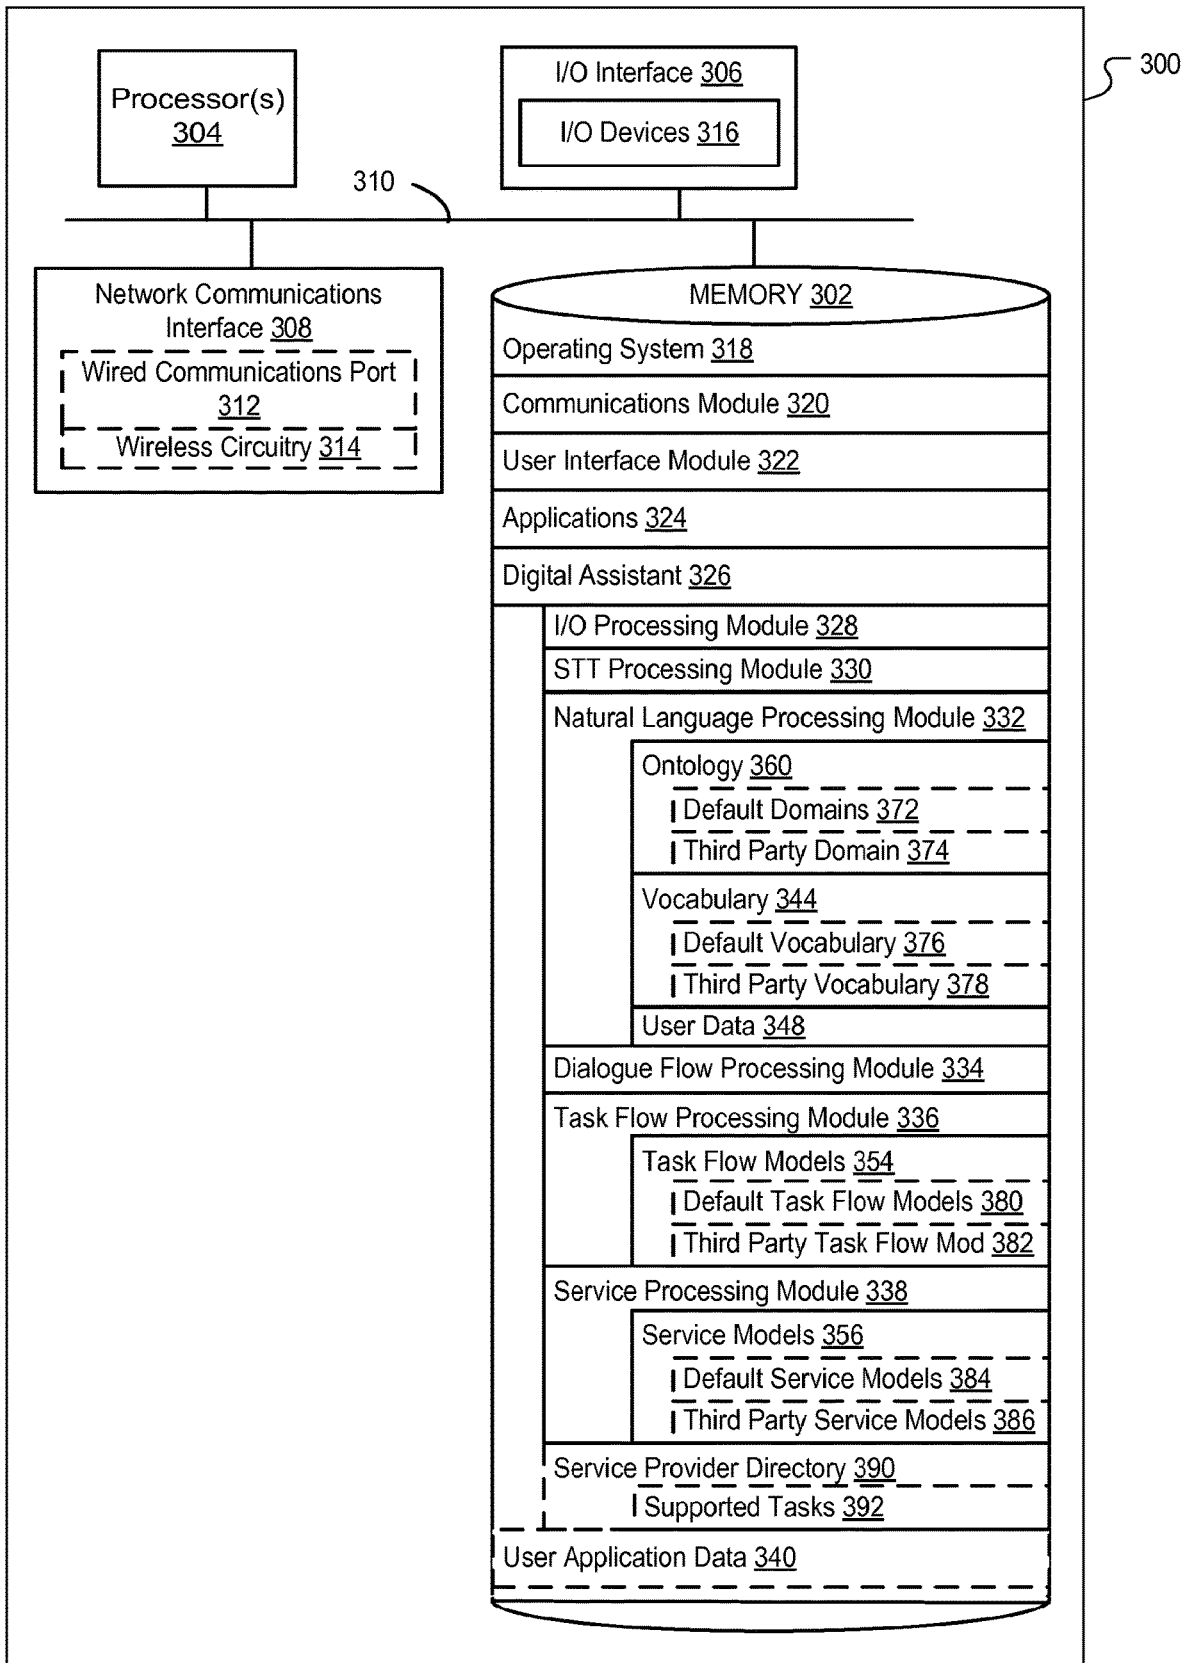 300
Processor(s)
304
I/O Interface 306
I/O Devices 316
310
Network Communications
Interface 308
Wired Communications Port
312
Wireless Circuitry 314
MEMORY 302
Operating System 318
Communications Module 320
User Interface Module 322
Applications 324
Digital Assistant 326
I/O Processing Module 328
STT Processing Module 330
Natural Language Processing Module 332
Ontology 360
Default Domains 372
Third Party Domain 374
Vocabulary 344
Default Vocabulary 376
Third Party Vocabulary 378
User Data 348
Dialogue Flow Processing Module 334
Task Flow Processing Module 336
Task Flow Models 354
Default Task Flow Models 380
Third Party Task Flow Mod 382
Service Processing Module 338
Service Models 356
Default Service Models 384
Third Party Service Models 386
Service Provider Directory 390
Supported Tasks 392
User Application Data 340